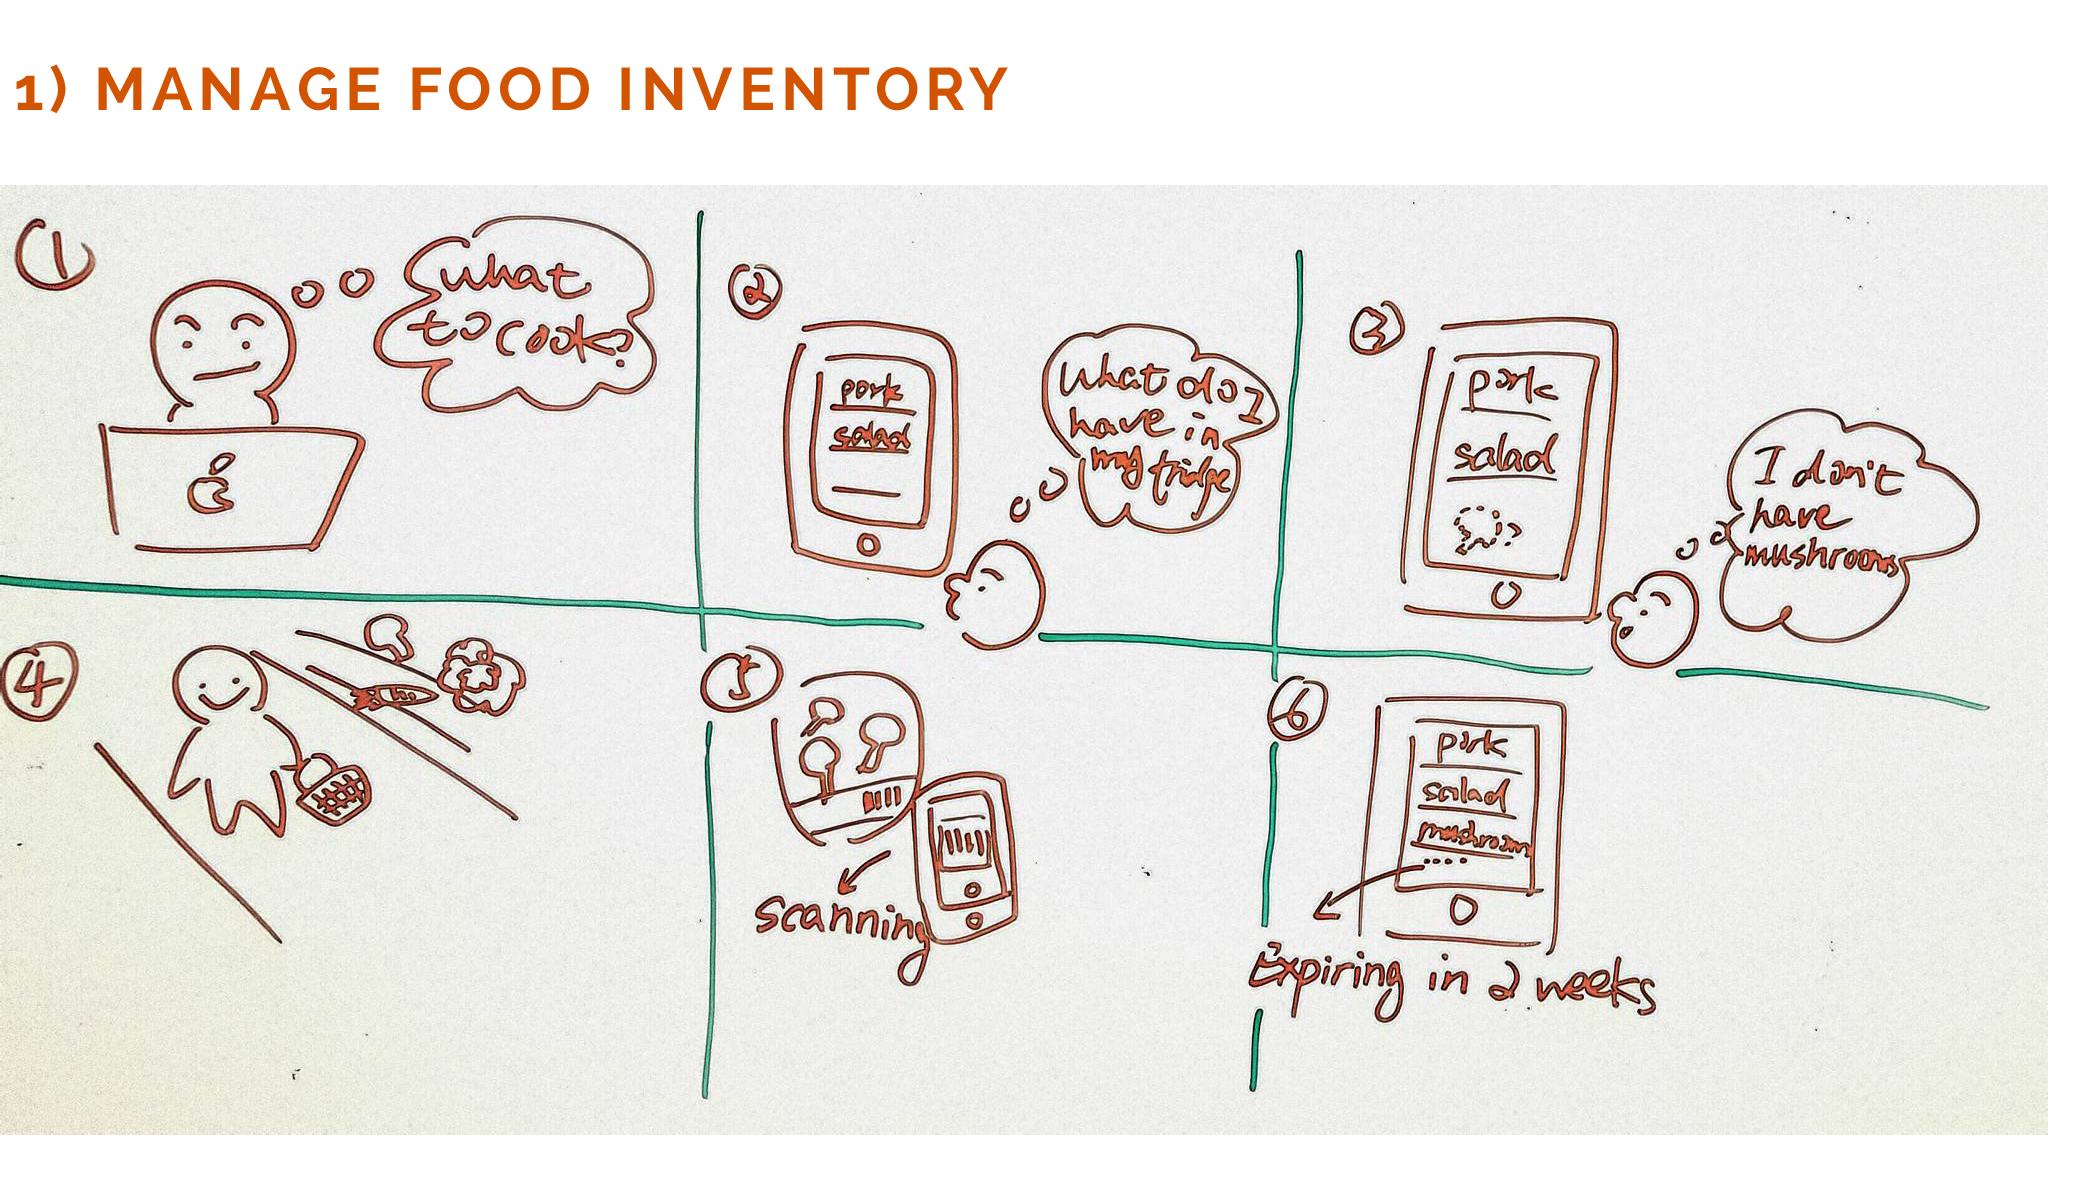 1) MANAGE FOOD INVENTORY
1
what
to cook?
2
pork
salad
What do I
have in
my fridge
3
pork
salad
?
I don't
have
mushrooms
4
5
scanning
6
pork
salad
mushroom
....
Expiring in 2 weeks